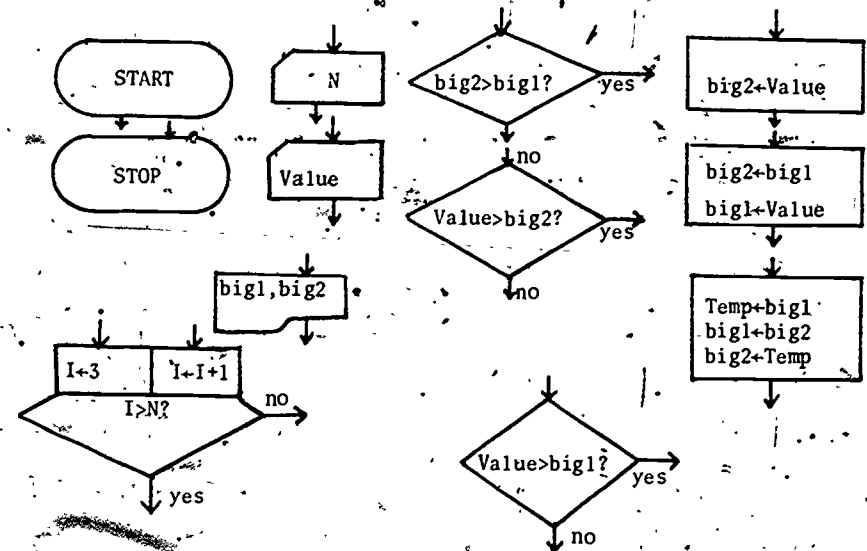 START
N
big2>big1?
yes
no
big2←Value
STOP
Value
Value>big2?
yes
no
big2←big1
big1←Value
big1,big2
Temp←big1
big1←big2
big2←Temp
I←3
I←I+1
I>N?
no
yes
Value>big1?
yes
no